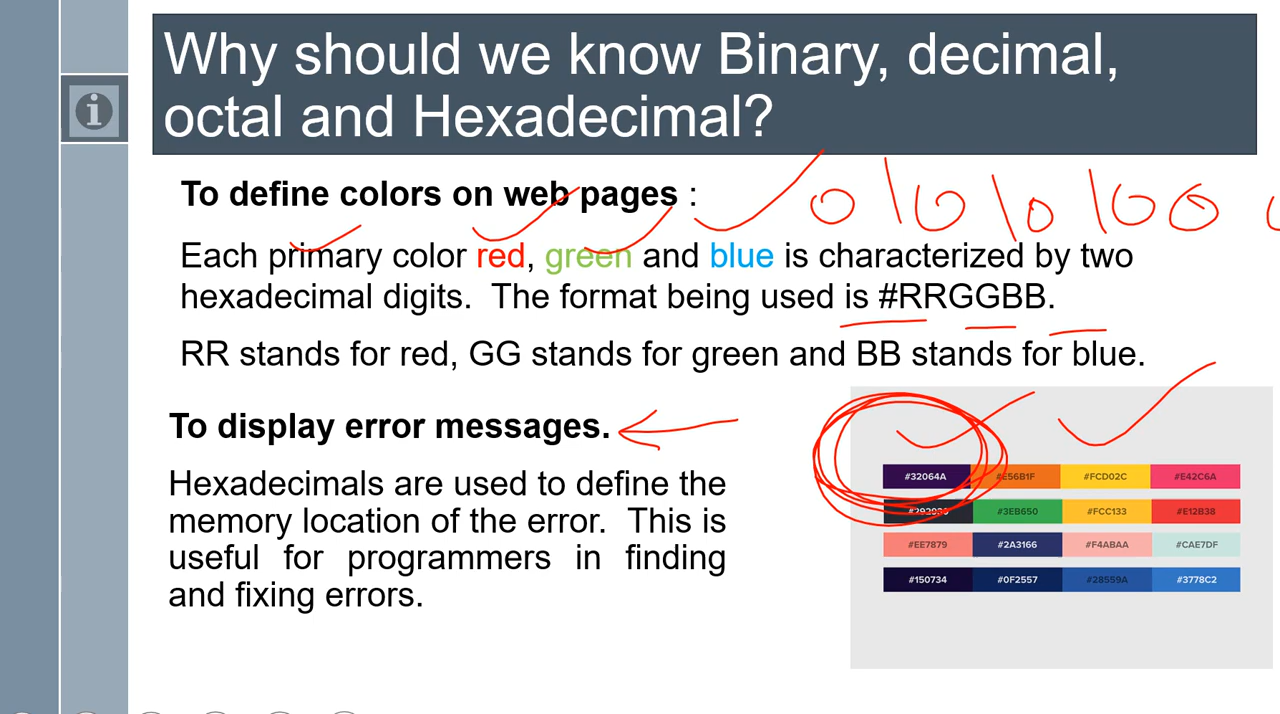 Why should we know Binary, decimal,
octal and Hexadecimal?
To define colors on web pages :
Each primary color red, green and blue is characterized by two
hexadecimal digits. The format being used is #RRGGBB.
RR stands for red, GG stands for green and BB stands for blue.
To display error messages.
Hexadecimals are used to define the
memory location of the error. This is
useful for programmers in finding
and fixing errors.
#32064A #E56B1F #FCD02C #E42C6A
#3EB650 #FCC133 #E12B38
#EE7879 #2A3166 #F4ABAA #CAE7DF
#150734 #0F2557 #28559A #3778C2